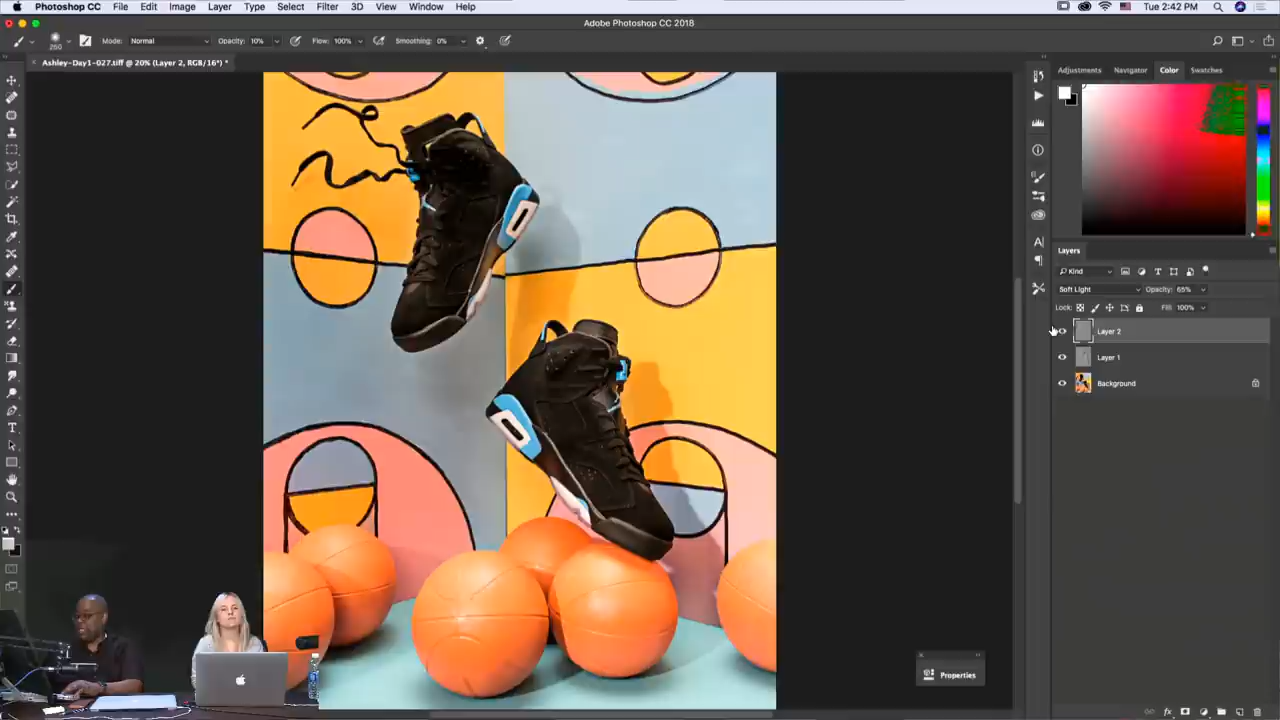 Photoshop CC File Edit Image Layer Type Select Filter 3D View Window Help Tue 2:42 PM
Adobe Photoshop CC 2018
250 Mode: Normal Opacity: 10% Flow: 100% Smoothing: 0%
Ashley-Day1-027.tiff @ 20% (Layer 2, RGB/16*) *
Adjustments Navigator Color Swatches
Layers
Kind
Soft Light Opacity: 65%
Lock: Fill: 100%
Layer 2
Layer 1
Background
Properties